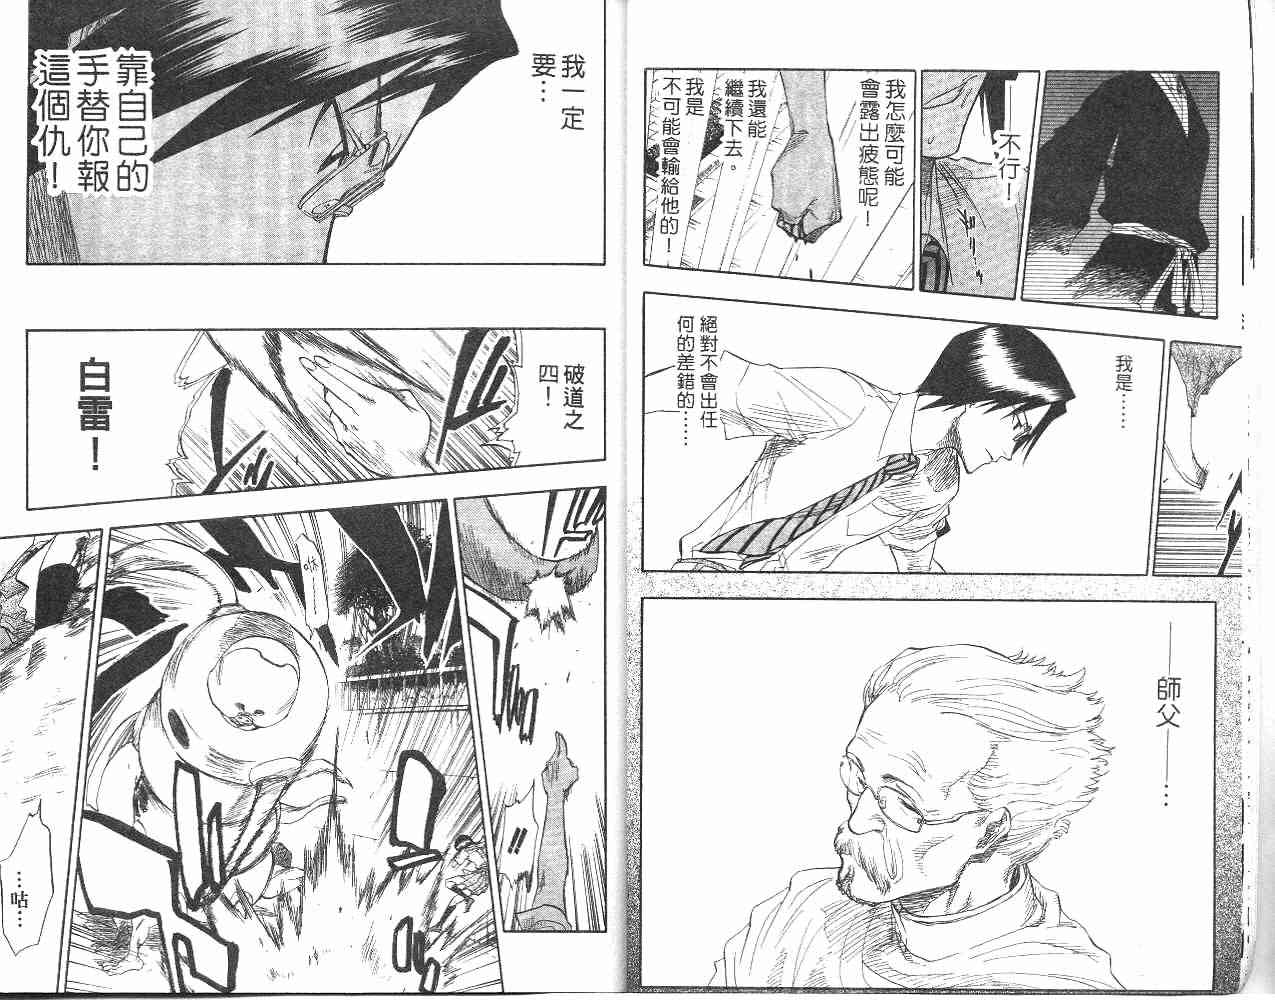 不行！
我怎麼可能
會露出疲態呢！
我還能
繼續下去。
我是
不可能會輸給他的！
我是……
絕對不會出任
何的差錯的……
——師父——…
我一定
要…
靠自己的
手替你報
這個仇！
破道之
四！
白雷！
咻
!!
…咕…